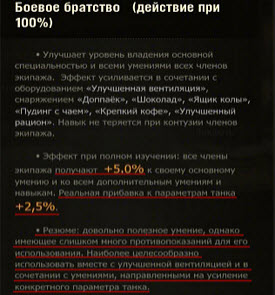 Боевое братство (действие при
100%)
• Улучшает уровень владения основной
специальностью и всеми умениями всех членов
экипажа. Эффект усиливается в сочетании с
оборудованием «Улучшенная вентиляция»,
снаряжением «Доппаёк», «Шоколад», «Ящик колы»,
«Пудинг с чаем», «Крепкий кофе», «Улучшенный
рацион». Навык не теряется при контузии членов
экипажа.
• Эффект при полном изучении: все члены
экипажа получают +5.0% к своему основному
умению и ко всем дополнительным умениям и
навыкам. Реальная прибавка к параметрам танка
+2,5%.
• Резюме: довольно полезное умение, однако
имеющее слишком много противопоказаний для его
использования. Наиболее целесообразно
использовать вместе с улучшенной вентиляцией и в
сочетании с умениями, направленными на усиление
конкретного параметра танка.